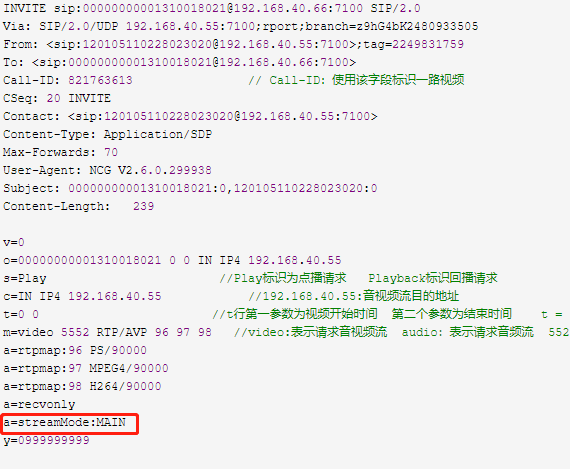 INVITE sip:00000000001310018021@192.168.40.66:7100 SIP/2.0
Via: SIP/2.0/UDP 192.168.40.55:7100;rport;branch=z9hG4bK2480933505
From: <sip:120105110228023020@192.168.40.55:7100>;tag=2249831759
To: <sip:00000000001310018021@192.168.40.66:7100>
Call-ID: 821763613 // Call-ID: 使用该字段标识一路视频
CSeq: 20 INVITE
Contact: <sip:120105110228023020@192.168.40.55:7100>
Content-Type: Application/SDP
Max-Forwards: 70
User-Agent: NCG V2.6.0.299938
Subject: 00000000001310018021:0,120105110228023020:0
Content-Length: 239
v=0
o=00000000001310018021 0 0 IN IP4 192.168.40.55
s=Play //Play标识为点播请求 Playback标识回播请求
c=IN IP4 192.168.40.55 //192.168.40.55:音视频流目的地址
t=0 0 //t行第一参数为视频开始时间 第二个参数为结束时间 t =
m=video 5552 RTP/AVP 96 97 98 //video:表示请求音视频流 audio: 表示请求音频流 552
a=rtpmap:96 PS/90000
a=rtpmap:97 MPEG4/90000
a=rtpmap:98 H264/90000
a=recvonly
a=streamMode:MAIN
y=0999999999